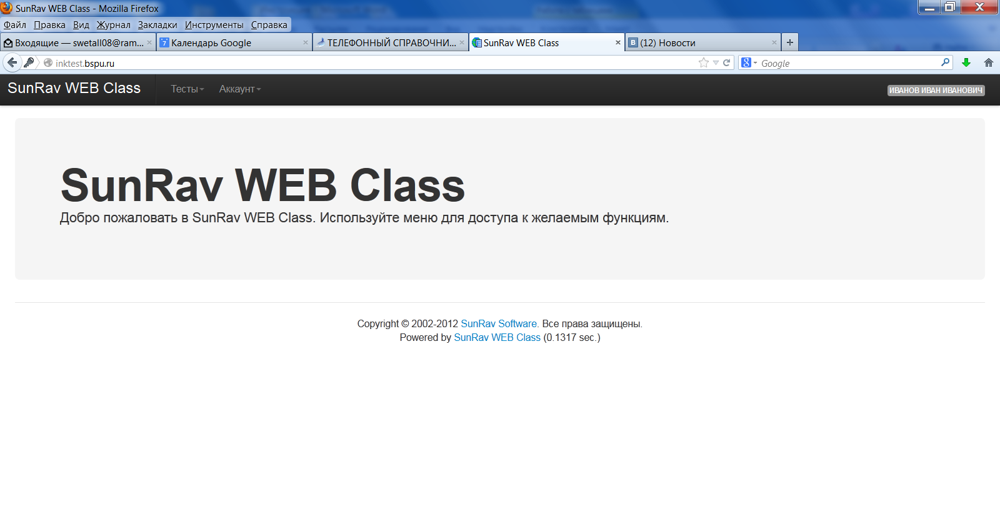 SunRav WEB Class - Mozilla Firefox
Файл Правка Вид Журнал Закладки Инструменты Справка
Входящие — swetall08@ram... 7 Календарь Google ТЕЛЕФОННЫЙ СПРАВОЧНИ... SunRav WEB Class B (12) Новости
inktest.bspu.ru 8 Google
SunRav WEB Class Тесты Аккаунт ИВАНОВ ИВАН ИВАНОВИЧ
SunRav WEB Class
Добро пожаловать в SunRav WEB Class. Используйте меню для доступа к желаемым функциям.
Copyright © 2002-2012 SunRav Software. Все права защищены.
Powered by SunRav WEB Class (0.1317 sec.)